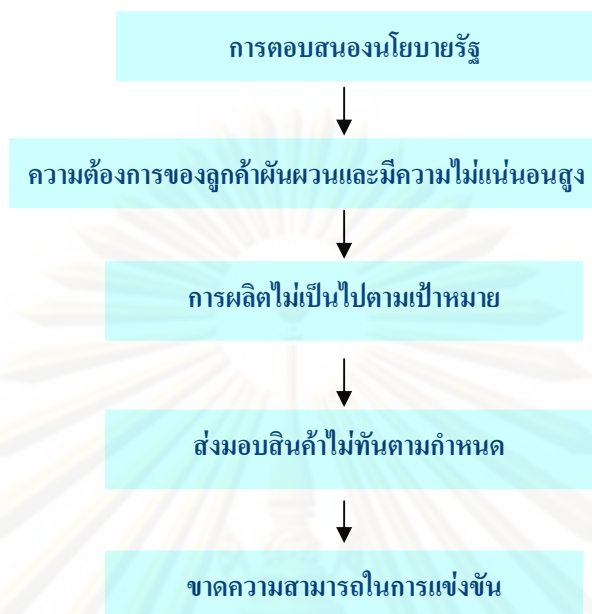 การตอบสนองนโยบายรัฐ
ความต้องการของลูกค้าผันผวนและมีความไม่แน่นอนสูง
การผลิตไม่เป็นไปตามเป้าหมาย
ส่งมอบสินค้าไม่ทันตามกำหนด
ขาดความสามารถในการแข่งขัน